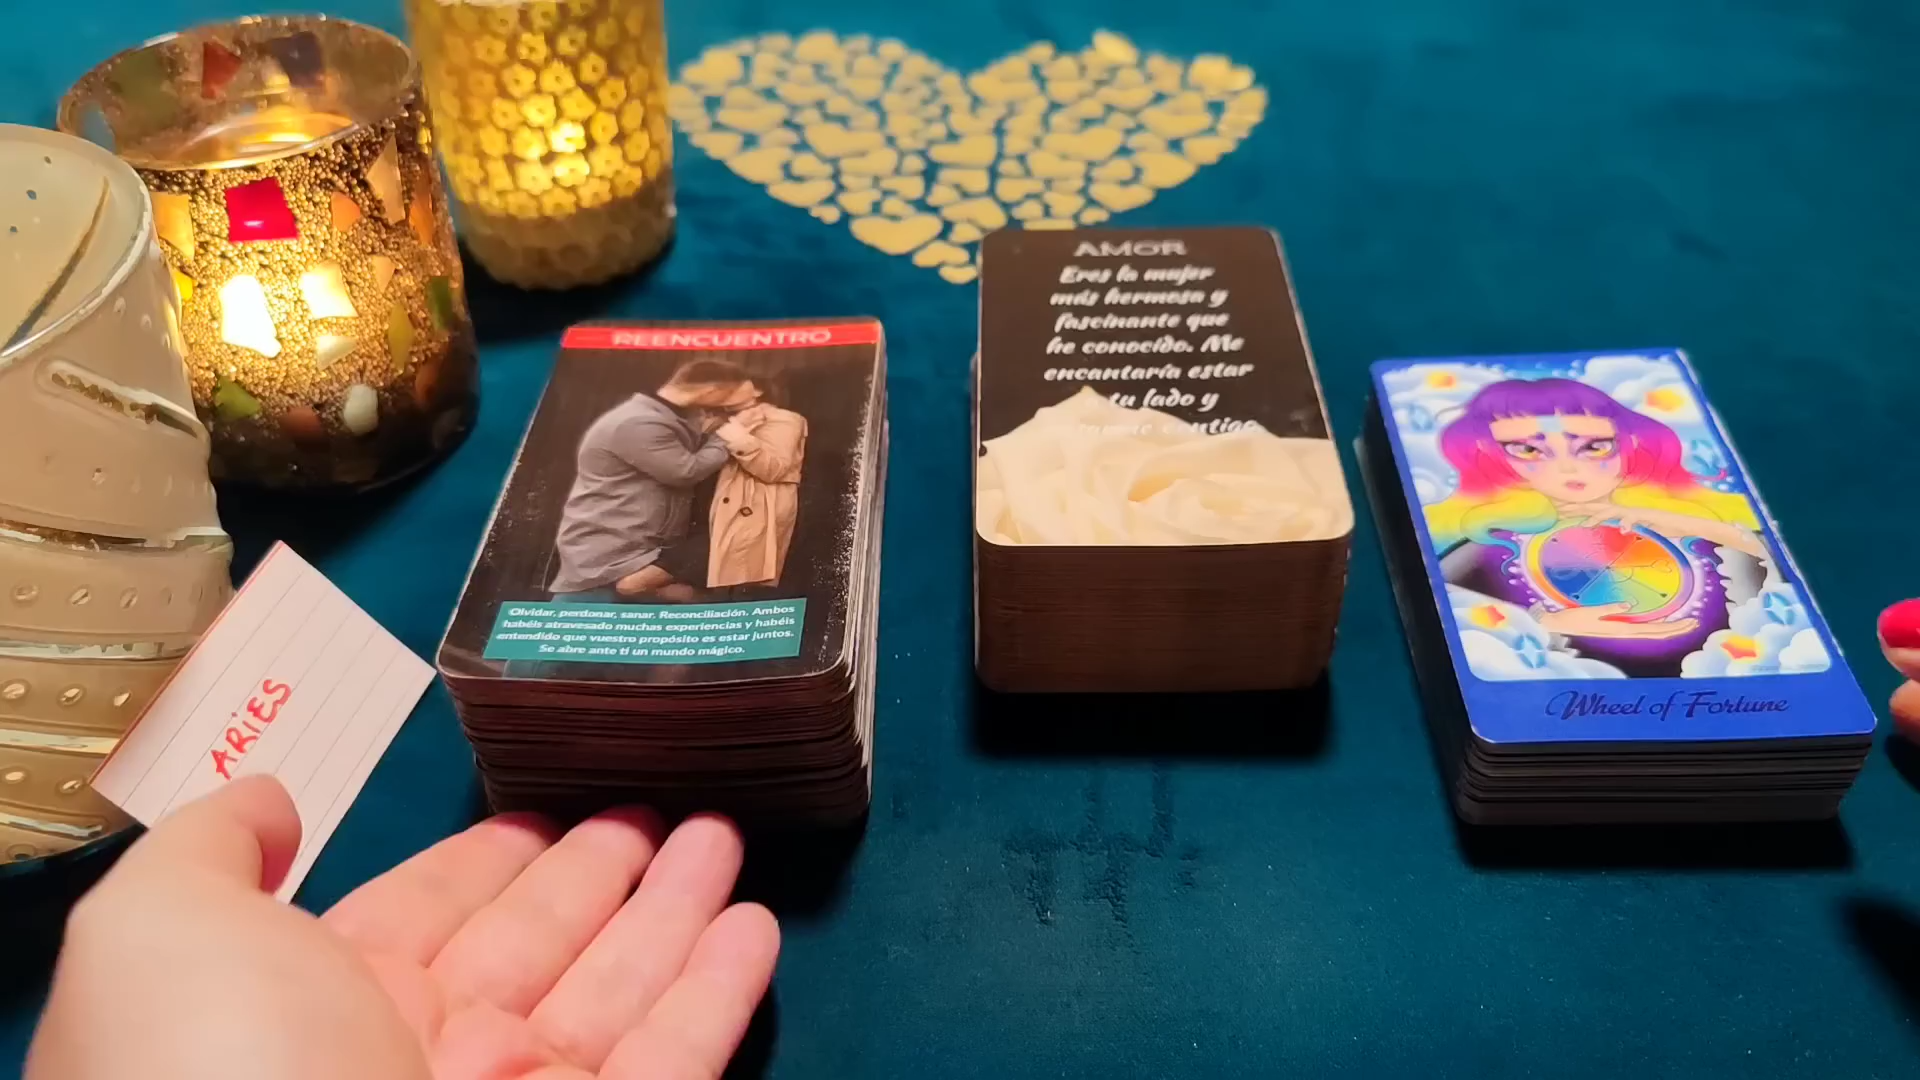 REENCUENTRO
Olvidar, perdonar, sanar. Reconciliación. Ambos
habéis atravesado muchas experiencias y habéis
entendido que vuestro propósito es estar juntos.
Se abre ante ti un mundo mágico.
ARiES
AMOR
Eres la mujer
más hermosa y
fascinante que
he conocido. Me
encantaría estar
tu lado y
contigo
Wheel of Fortune